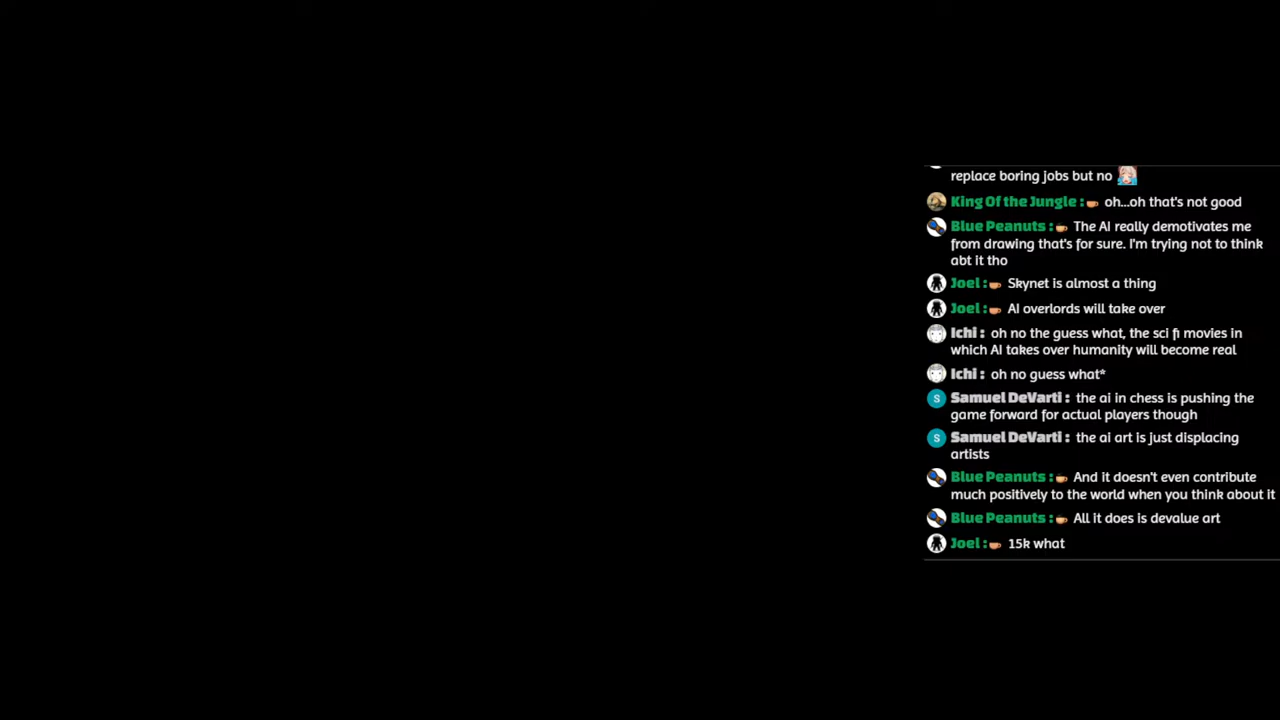 replace boring jobs but no
King Of the Jungle : oh...oh that's not good
Blue Peanuts : The AI really demotivates me
from drawing that's for sure. I'm trying not to think
abt it tho
Joel : Skynet is almost a thing
Joel : AI overlords will take over
Ichi : oh no the guess what, the sci fi movies in
which AI takes over humanity will become real
Ichi : oh no guess what*
S Samuel DeVarti : the ai in chess is pushing the
game forward for actual players though
S Samuel DeVarti : the ai art is just displacing
artists
Blue Peanuts : And it doesn't even contribute
much positively to the world when you think about it
Blue Peanuts : All it does is devalue art
Joel : 15k what